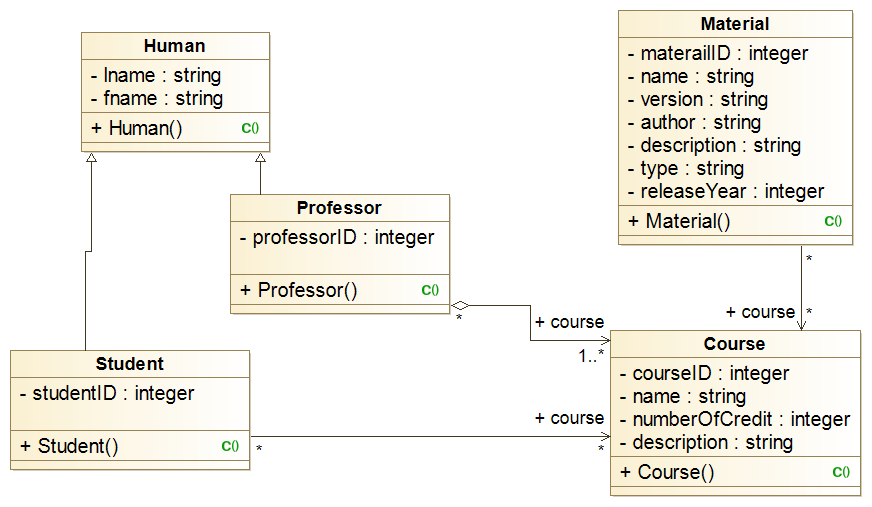 Human
- lname : string
- fname : string
+ Human() C()
Material
- materailID : integer
- name : string
- version : string
- author : string
- description : string
- type : string
- releaseYear : integer
+ Material() C()
Professor
- professorID : integer
+ Professor() C()
*
+ course
1..*
*
+ course *
Student
- studentID : integer
+ Student() C()
*
+ course
*
Course
- courseID : integer
- name : string
- numberOfCredit : integer
- description : string
+ Course() C()